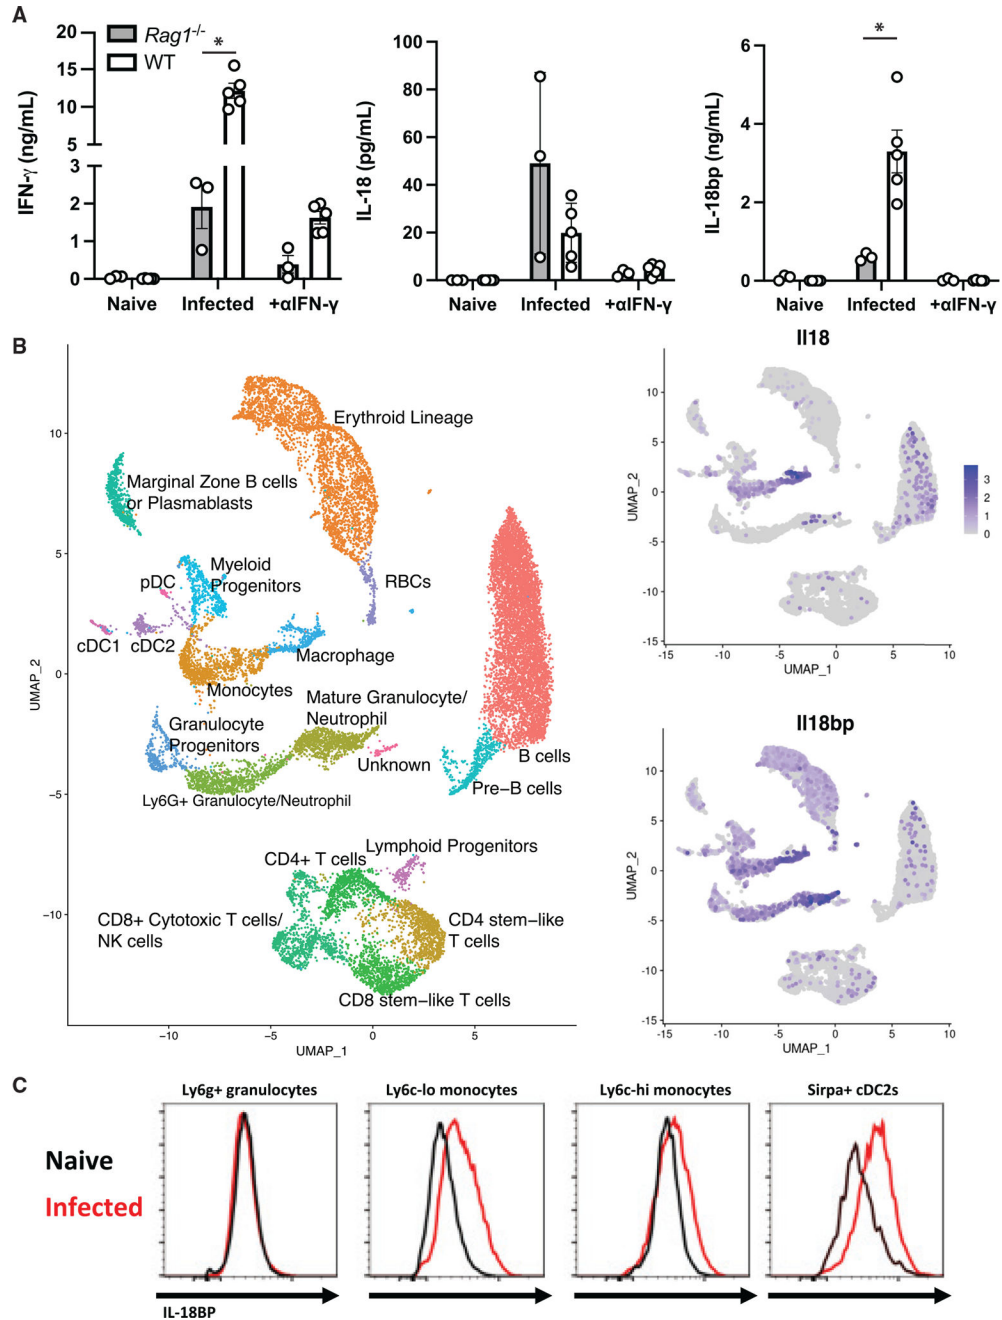 A
Rag1-/-
WT
*
IFN-γ (ng/mL)
20
15
10
5
3
2
1
0
Naive
Infected
+αIFN-γ
IL-18 (pg/mL)
100
80
60
40
20
0
Naive
Infected
+αIFN-γ
*
IL-18bp (ng/mL)
6
4
2
0
Naive
Infected
+αIFN-γ
B
Erythroid Lineage
Marginal Zone B cells
or Plasmablasts
pDC
Myeloid
Progenitors
RBCs
cDC1
cDC2
Macrophage
Monocytes
Mature Granulocyte/
Neutrophil
Granulocyte
Progenitors
Unknown
B cells
Pre-B cells
Ly6G+ Granulocyte/Neutrophil
Lymphoid Progenitors
CD4+ T cells
CD8+ Cytotoxic T cells/
NK cells
CD4 stem-like
T cells
CD8 stem-like T cells
UMAP_2
10
5
0
-5
-10
-10
-5
0
5
UMAP_1
Il18
UMAP_2
10
5
0
-5
-10
-15
-15
-10
-5
0
5
10
UMAP_1
3
2
1
0
Il18bp
UMAP_2
10
5
0
-5
-10
-15
-15
-10
-5
0
5
10
UMAP_1
C
Ly6g+ granulocytes
Ly6c-lo monocytes
Ly6c-hi monocytes
Sirpa+ cDC2s
Naive
Infected
IL-18BP